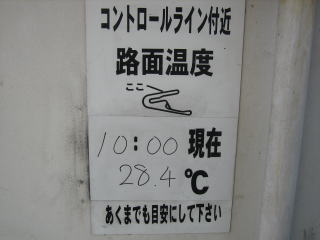 コントロールライン付近
路面温度
ここ
10:00 現在
28.4℃
あくまでも目安にして下さい